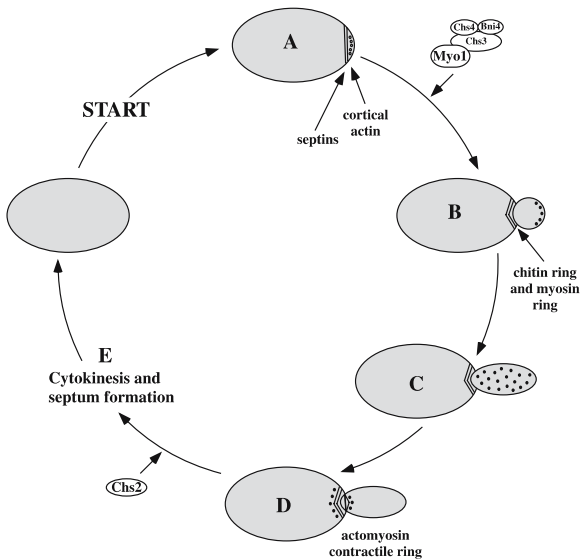 A
septins
cortical
actin
Chs4 Bni4
Chs3
Myo1
B
chitin ring
and myosin
ring
C
D
actomyosin
contractile ring
Chs2
E
Cytokinesis and
septum formation
START